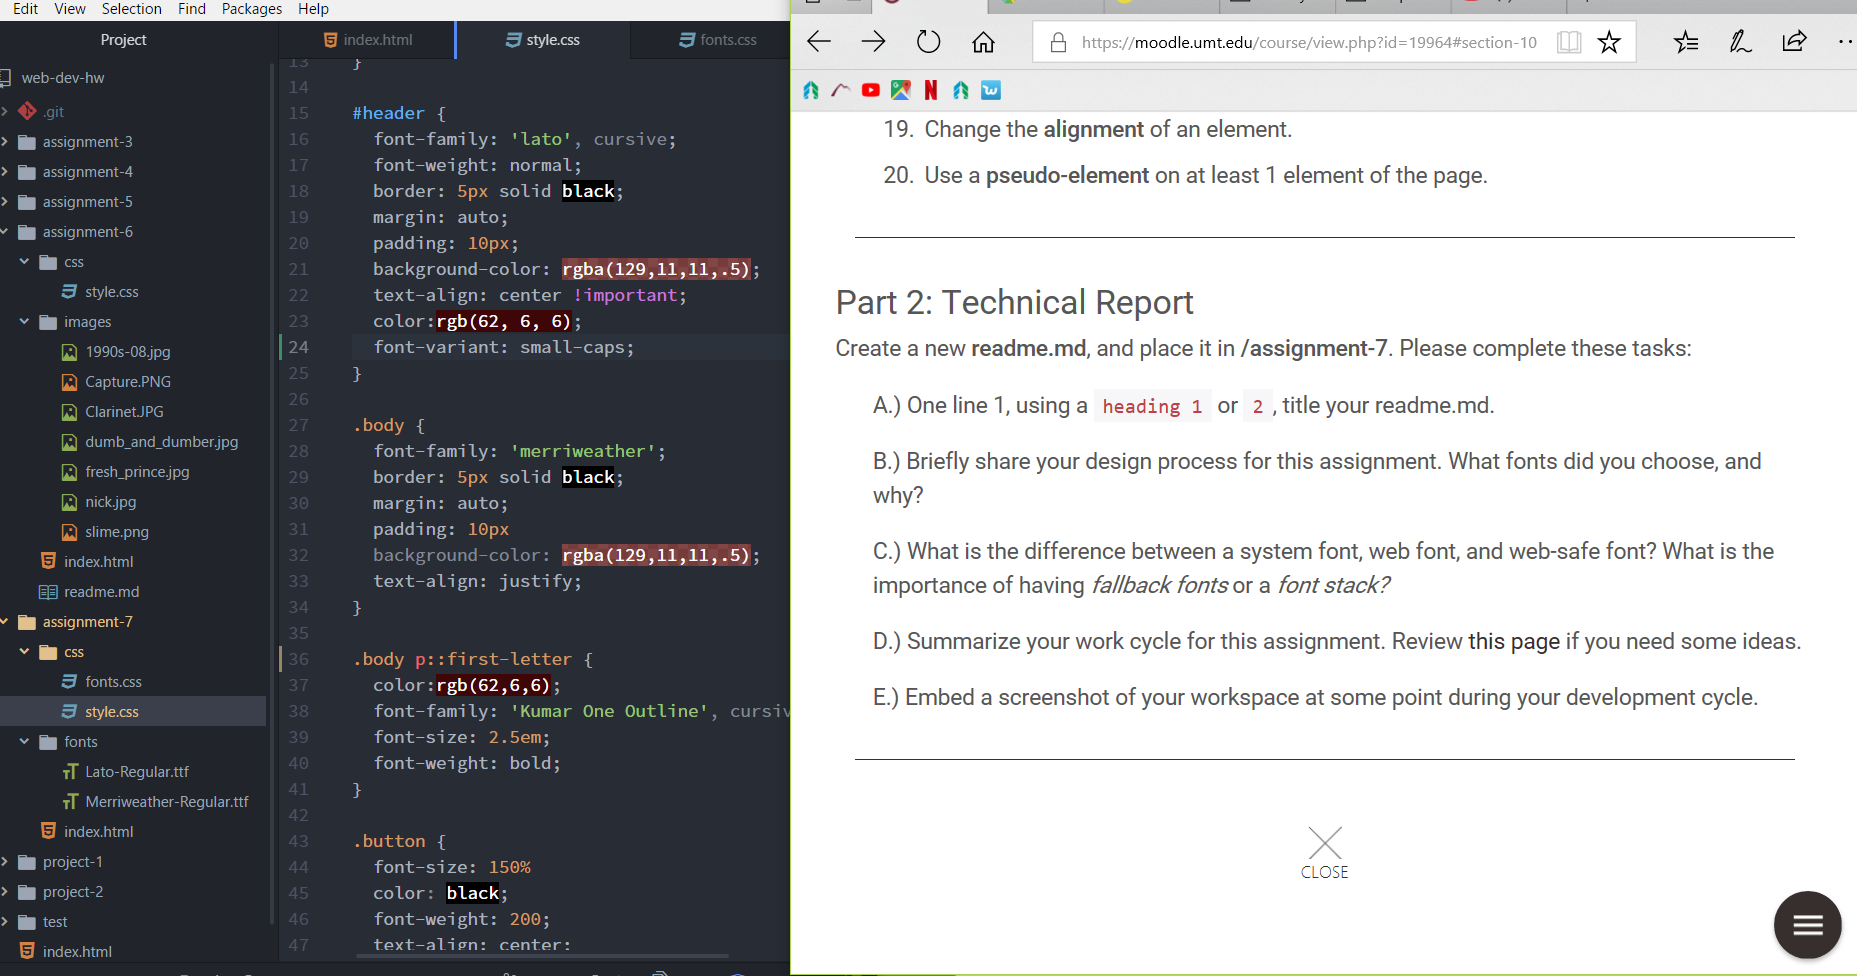 Edit View Selection Find Packages Help
Project
web-dev-hw
.git
assignment-3
assignment-4
assignment-5
assignment-6
css
style.css
images
1990s-08.jpg
Capture.PNG
Clarinet.JPG
dumb_and_dumber.jpg
fresh_prince.jpg
nick.jpg
slime.png
index.html
readme.md
assignment-7
css
fonts.css
style.css
fonts
Lato-Regular.ttf
Merriweather-Regular.ttf
index.html
project-1
project-2
test
index.html
index.html style.css fonts.css
13 }
14
15 #header {
16 font-family: 'lato', cursive;
17 font-weight: normal;
18 border: 5px solid black;
19 margin: auto;
20 padding: 10px;
21 background-color: rgba(129,11,11,.5);
22 text-align: center !important;
23 color:rgb(62, 6, 6);
24 font-variant: small-caps;
25 }
26
27 .body {
28 font-family: 'merriweather';
29 border: 5px solid black;
30 margin: auto;
31 padding: 10px
32 background-color: rgba(129,11,11,.5);
33 text-align: justify;
34 }
35
36 .body p::first-letter {
37 color:rgb(62,6,6);
38 font-family: 'Kumar One Outline', cursiv
39 font-size: 2.5em;
40 font-weight: bold;
41 }
42
43 .button {
44 font-size: 150%
45 color: black;
46 font-weight: 200;
47 text-align: center;
https://moodle.umt.edu/course/view.php?id=19964#section-10
19. Change the alignment of an element.
20. Use a pseudo-element on at least 1 element of the page.
Part 2: Technical Report
Create a new readme.md, and place it in /assignment-7. Please complete these tasks:
A.) One line 1, using a heading 1 or 2 , title your readme.md.
B.) Briefly share your design process for this assignment. What fonts did you choose, and
why?
C.) What is the difference between a system font, web font, and web-safe font? What is the
importance of having fallback fonts or a font stack?
D.) Summarize your work cycle for this assignment. Review this page if you need some ideas.
E.) Embed a screenshot of your workspace at some point during your development cycle.
CLOSE